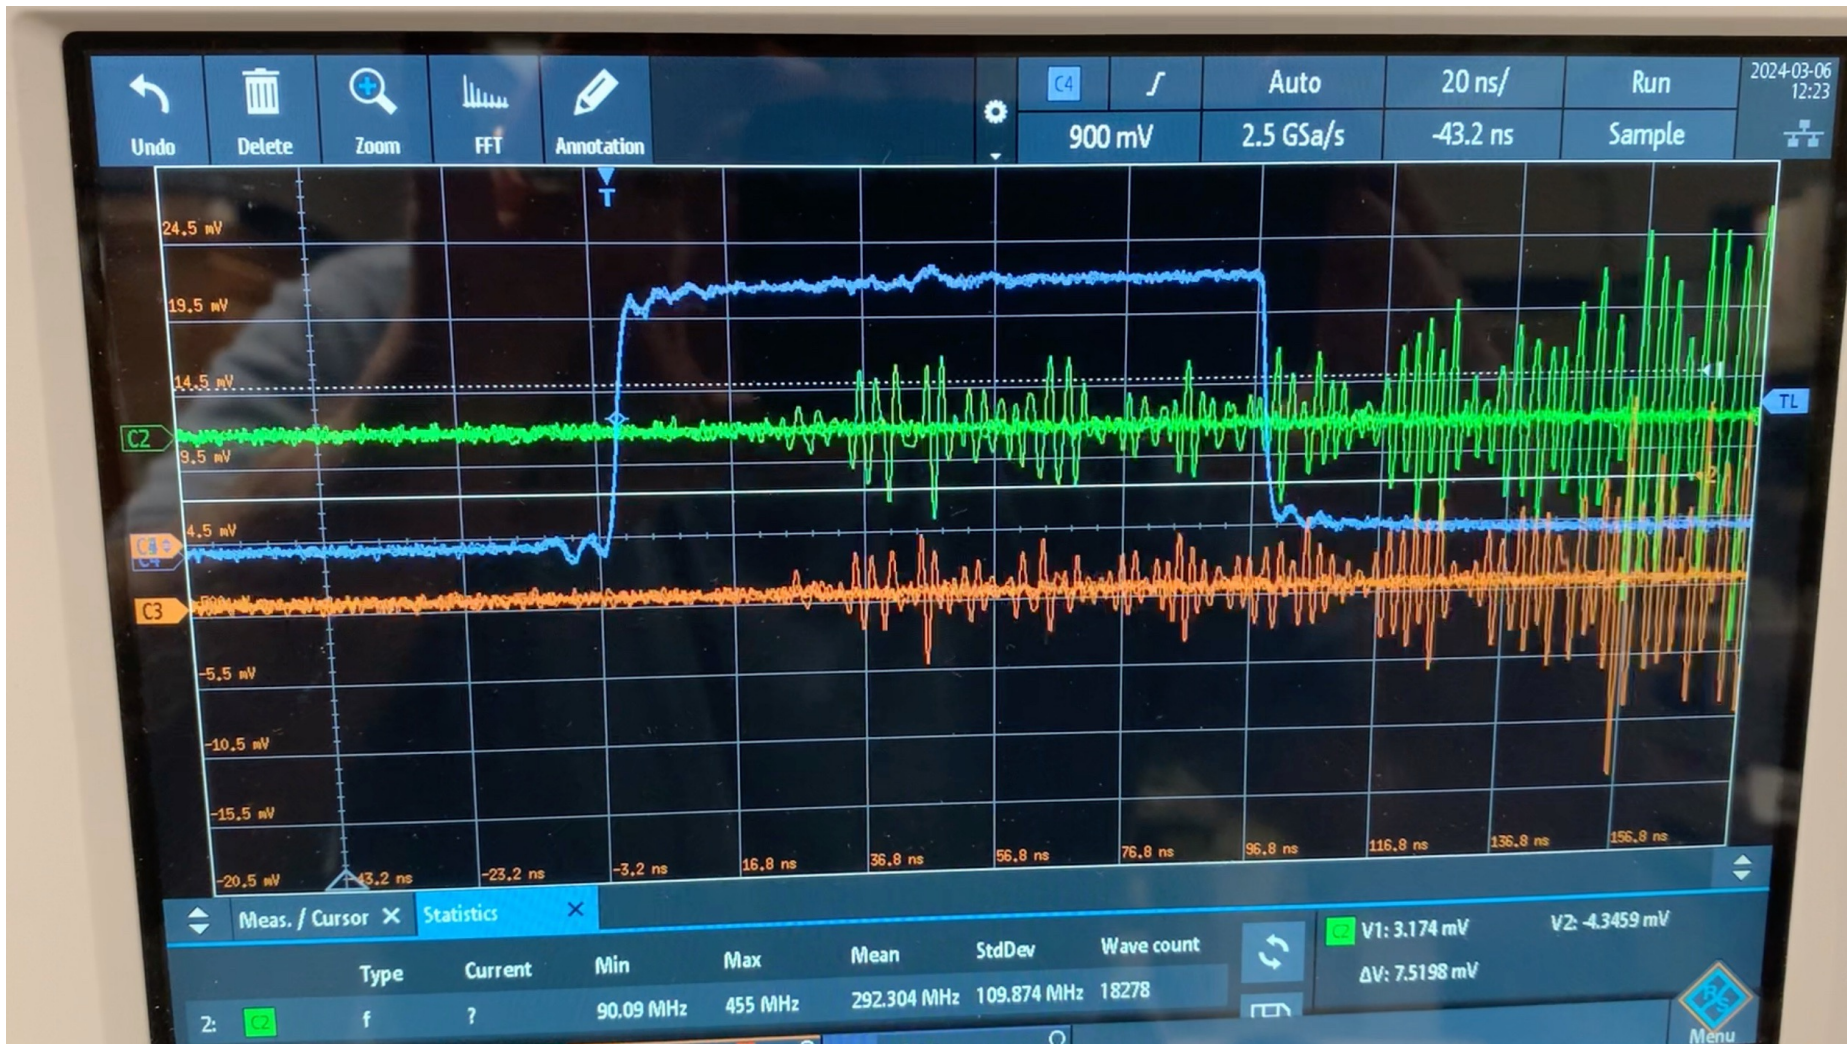 Undo
Delete
Zoom
FFT
Annotation
C4
Auto
20 ns/
Run
2024-03-06
12:23
900 mV
2.5 GSa/s
-43.2 ns
Sample
T
24.5 mV
19.5 mV
14.5 mV
1
TL
C2
9.5 mV
2
4.5 mV
C4
C3
-5.5 mV
-10.5 mV
-15.5 mV
-20.5 mV
-43.2 ns
-23.2 ns
-3.2 ns
16.8 ns
36.8 ns
56.8 ns
76.8 ns
96.8 ns
116.8 ns
136.8 ns
156.8 ns
Meas. / Cursor X
Statistics X
C2 V1: 3.174 mV V2: -4.3459 mV
ΔV: 7.5198 mV
Type Current Min Max Mean StdDev Wave count
2: C2 f ? 90.09 MHz 455 MHz 292.304 MHz 109.874 MHz 18278
R&S
Menu